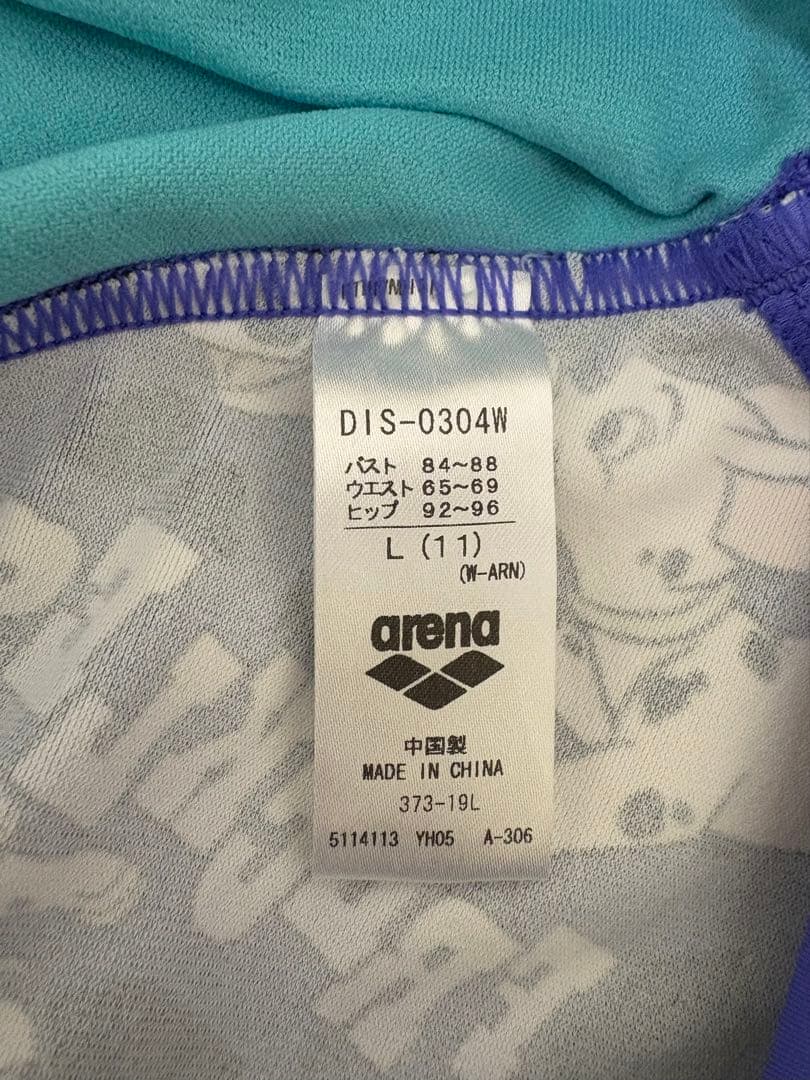 DIS-0304W
バスト 84~88
ウエスト 65~69
ヒップ 92~96
L (11)
(W-ARN)
arena
中国製
MADE IN CHINA
373-19L
5114113 YH05 A-306